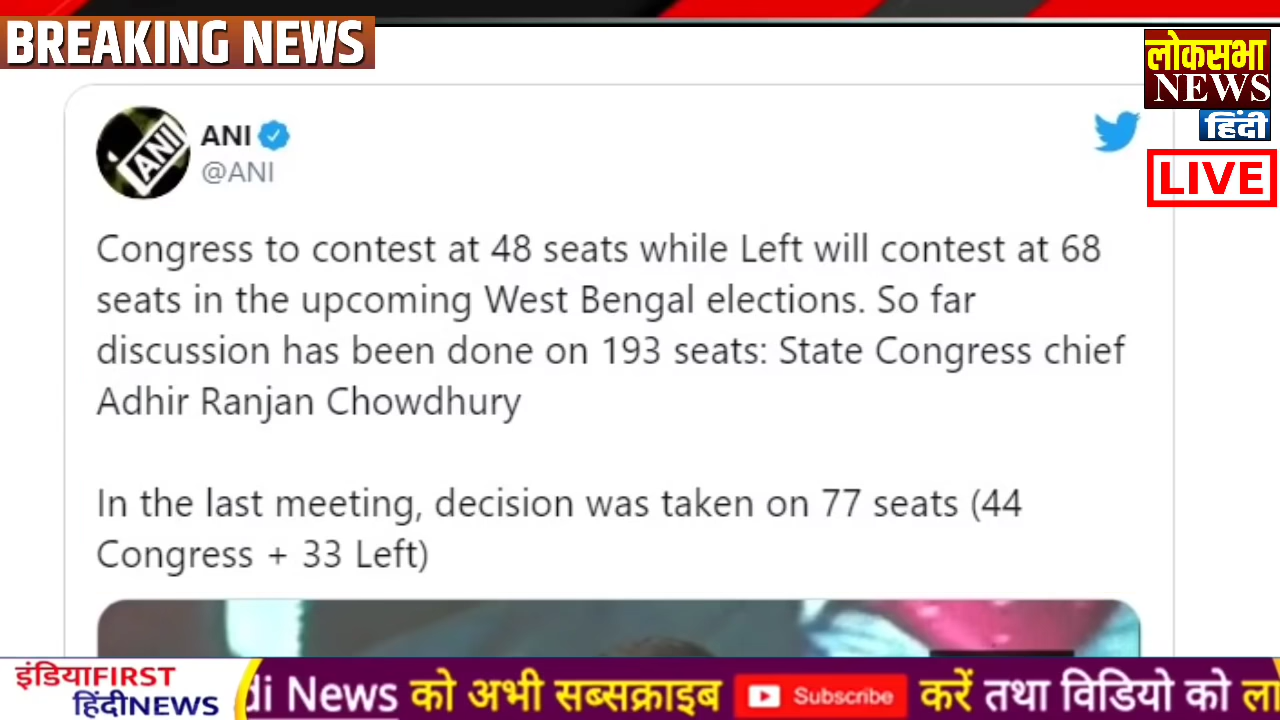 BREAKING NEWS
लोकसभा
NEWS
हिंदी
LIVE
ANI
ANI
@ANI
Congress to contest at 48 seats while Left will contest at 68
seats in the upcoming West Bengal elections. So far
discussion has been done on 193 seats: State Congress chief
Adhir Ranjan Chowdhury
In the last meeting, decision was taken on 77 seats (44
Congress + 33 Left)
इंडियाFIRST
हिंदीNEWS
di News को अभी सब्सक्राइब Subscribe करें तथा विडियो को ला